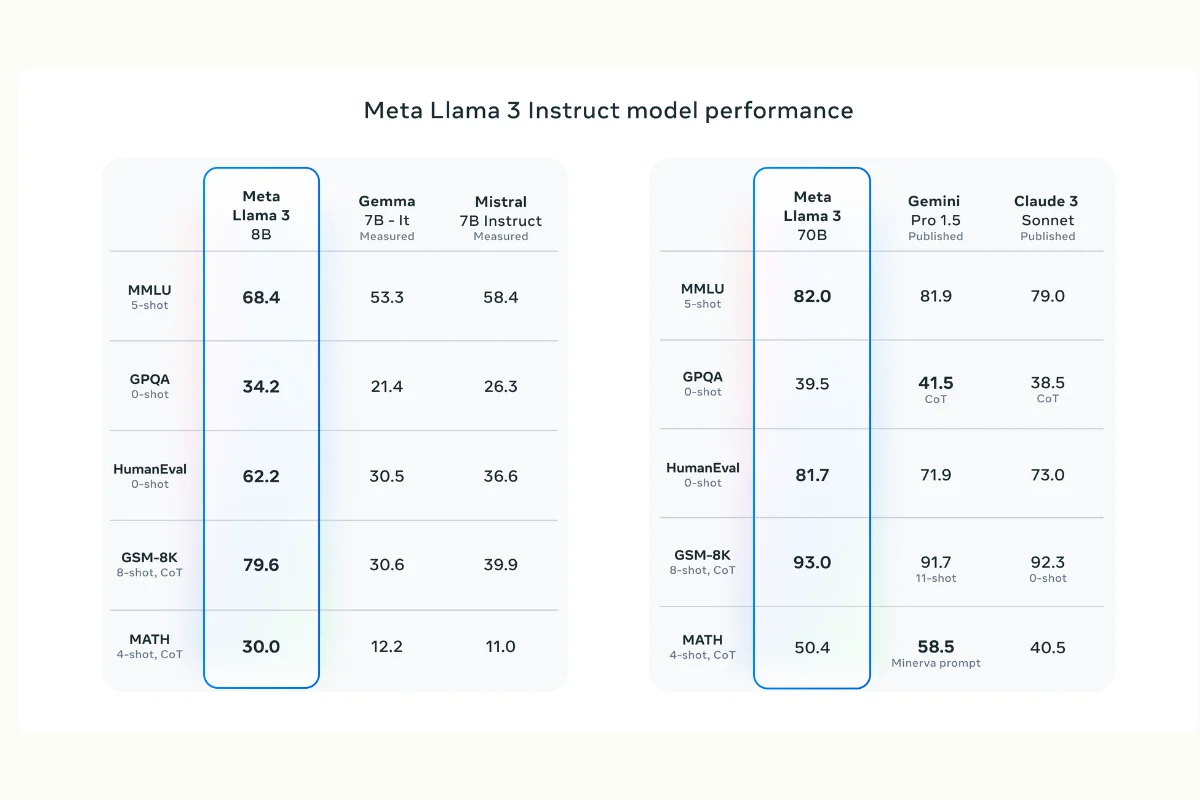 Meta Llama 3 Instruct model performance
Meta
Llama 3
8B
Gemma
7B - It
Measured
Mistral
7B Instruct
Measured
MMLU
5-shot
68.4
53.3
58.4
GPQA
0-shot
34.2
21.4
26.3
HumanEval
0-shot
62.2
30.5
36.6
GSM-8K
8-shot, CoT
79.6
30.6
39.9
MATH
4-shot, CoT
30.0
12.2
11.0
Meta
Llama 3
70B
Gemini
Pro 1.5
Published
Claude 3
Sonnet
Published
MMLU
5-shot
82.0
81.9
79.0
GPQA
0-shot
39.5
41.5
CoT
38.5
CoT
HumanEval
0-shot
81.7
71.9
73.0
GSM-8K
8-shot, CoT
93.0
91.7
11-shot
92.3
0-shot
MATH
4-shot, CoT
50.4
58.5
Minerva prompt
40.5